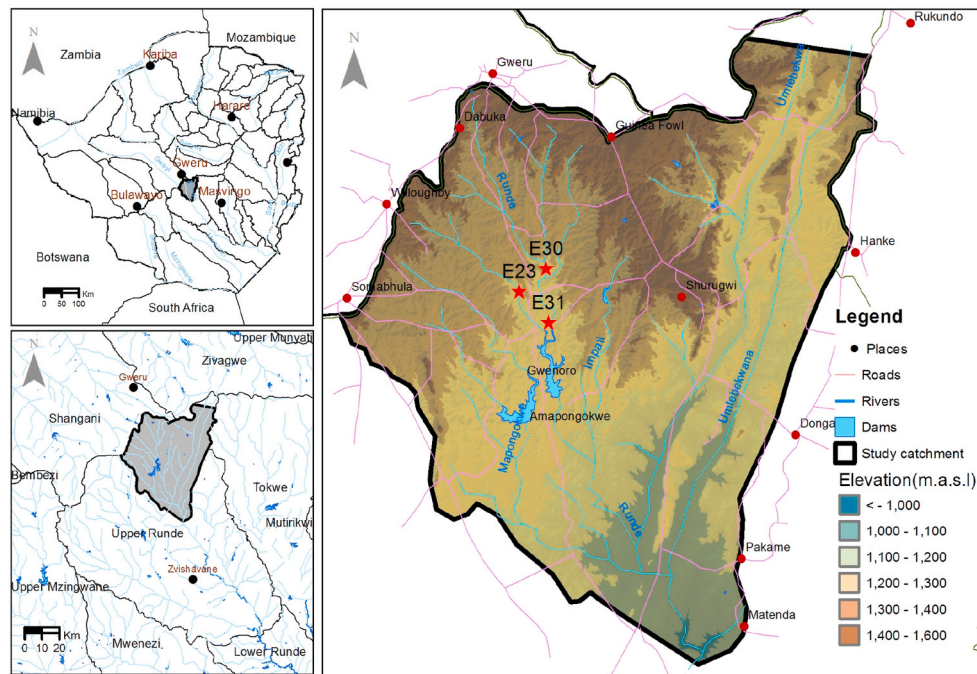 N
Zambia
Mozambique
Kariba
Zambezi
Namibia
Harare
Gweru
Bulawayo
Masvingo
Botswana
South Africa
0 50 100
Km
N
Upper Munyati
Zivagwe
Gweru
Shangani
Bembezi
Tokwe
Mutirikwi
Upper Runde
Zvishavane
Upper Mzingwane
Mwenezi
Lower Runde
Km
0 10 20
N
Rukundo
Gweru
Dabuka
Guinea Fowl
Umlebekwe
Willoughby
Runde
Hanke
E30
E23
Somabhula
Shurugwi
E31
Impali
Gwenoro
Amapongokwe
Mapongokwe
Umlebekwana
Donga
Runde
Pakame
Matenda
Legend
Places
Roads
Rivers
Dams
Study catchment
Elevation(m.a.s.l)
< - 1,000
1,000 - 1,100
1,100 - 1,200
1,200 - 1,300
1,300 - 1,400
1,400 - 1,600